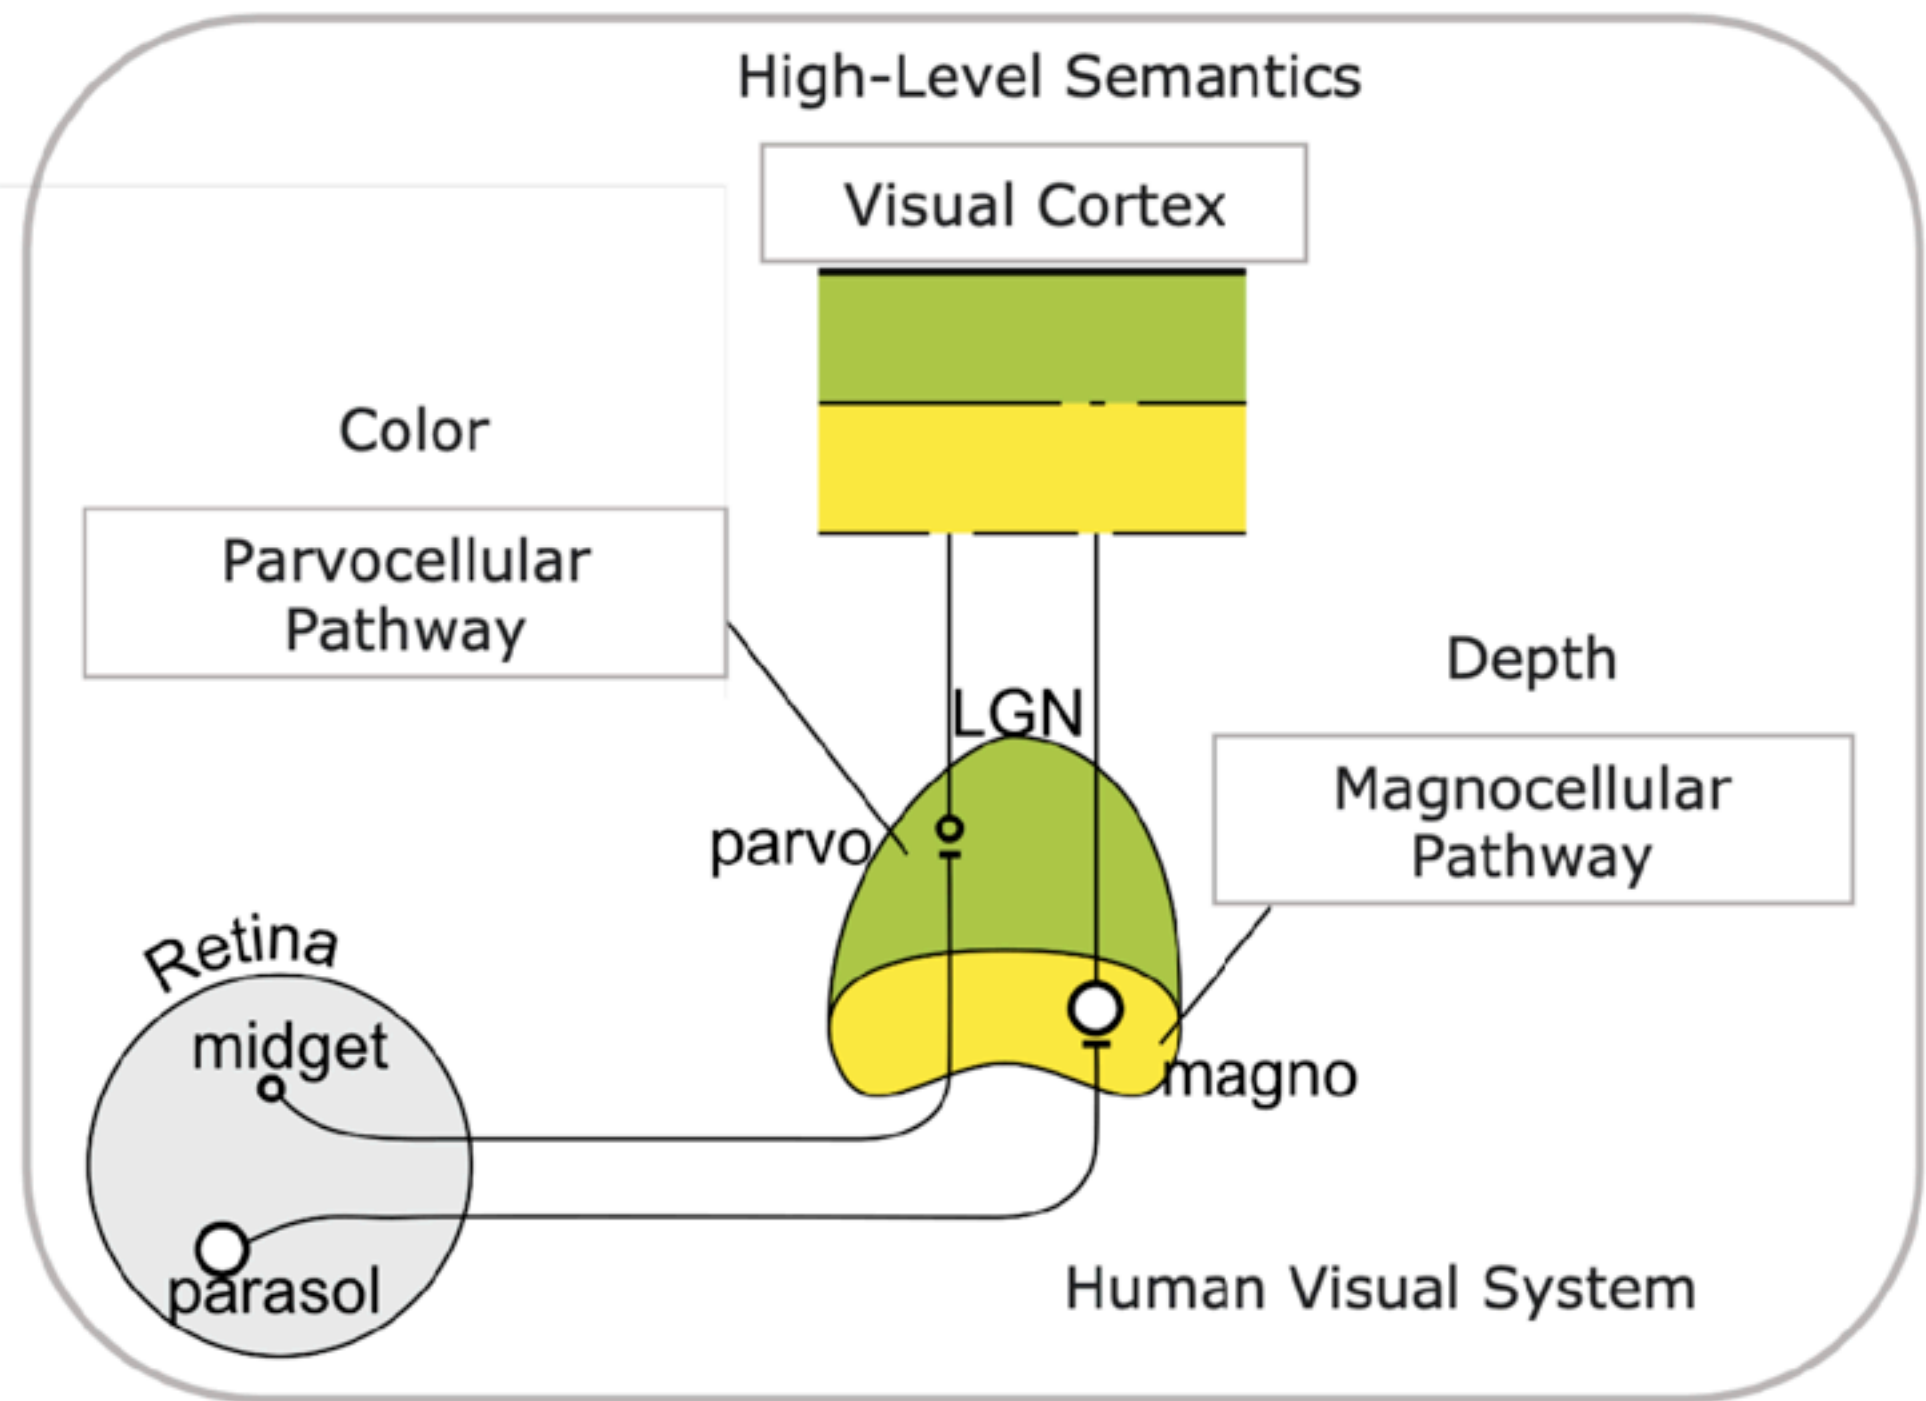 High-Level Semantics
Visual Cortex
Color
Parvocellular
Pathway
Depth
LGN
Magnocellular
Pathway
parvo
Retina
midget
magno
parasol
Human Visual System